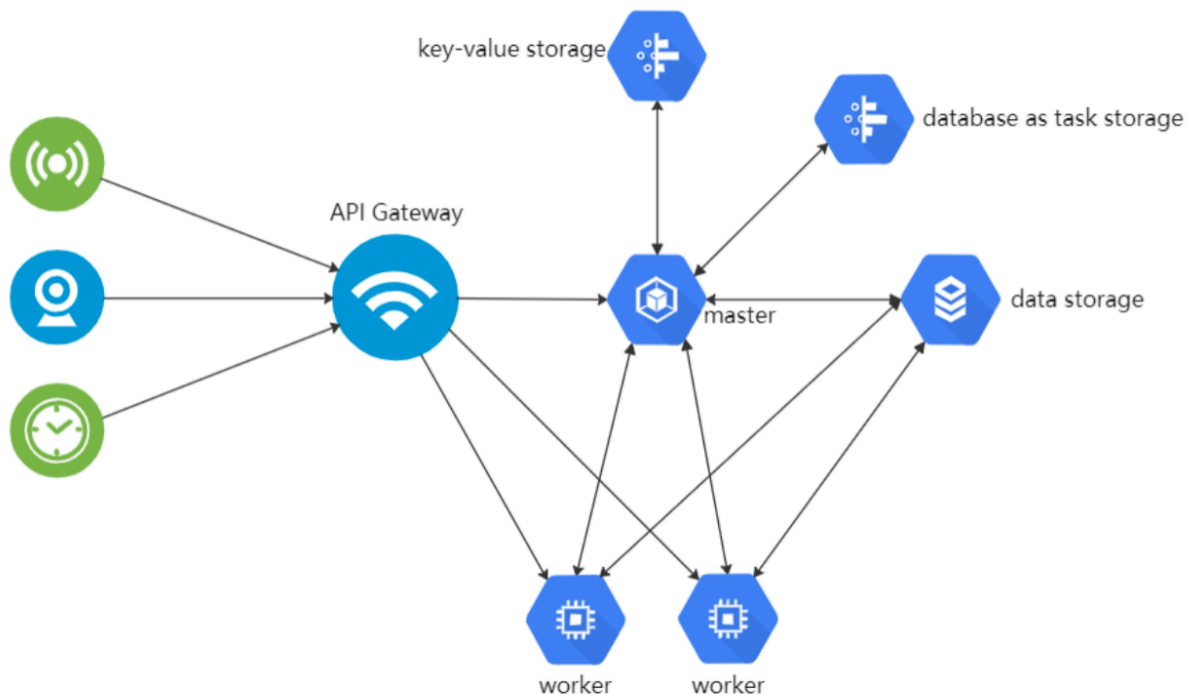 key-value storage
database as task storage
API Gateway
master
data storage
worker
worker